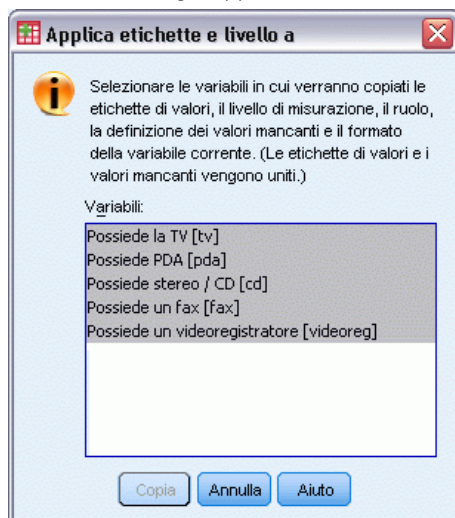 Applica etichette e livello a
Selezionare le variabili in cui verranno copiati le
etichette di valori, il livello di misurazione, il ruolo,
la definizione dei valori mancanti e il formato
della variabile corrente. (Le etichette di valori e i
valori mancanti vengono uniti.)
Variabili:
Possiede la TV [tv]
Possiede PDA [pda]
Possiede stereo / CD [cd]
Possiede un fax [fax]
Possiede un videoregistratore [videoreg]
Copia Annulla Aiuto